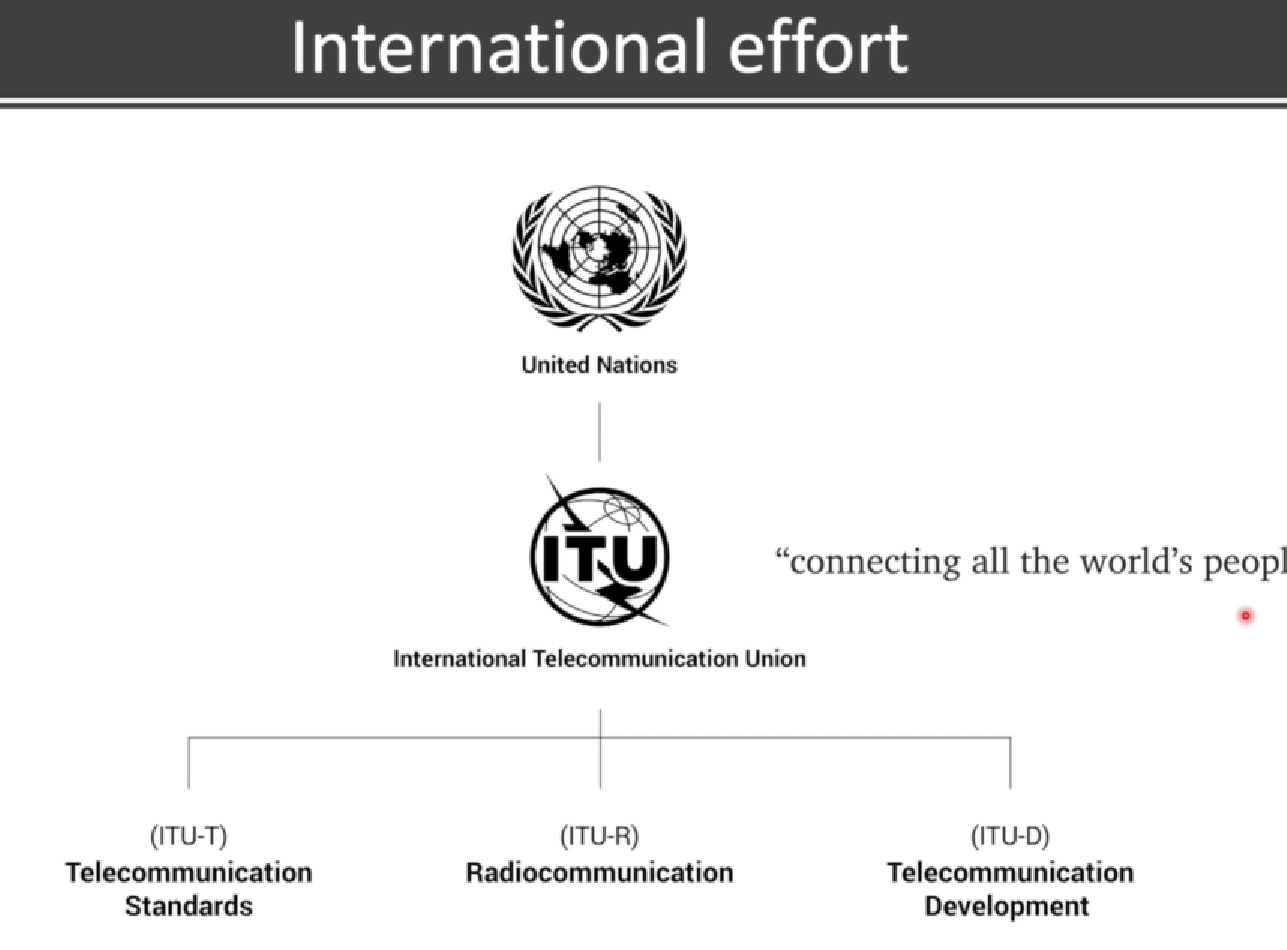 International effort
United Nations
ITU
“connecting all the world’s peopl
International Telecommunication Union
(ITU-T)
Telecommunication
Standards
(ITU-R)
Radiocommunication
(ITU-D)
Telecommunication
Development